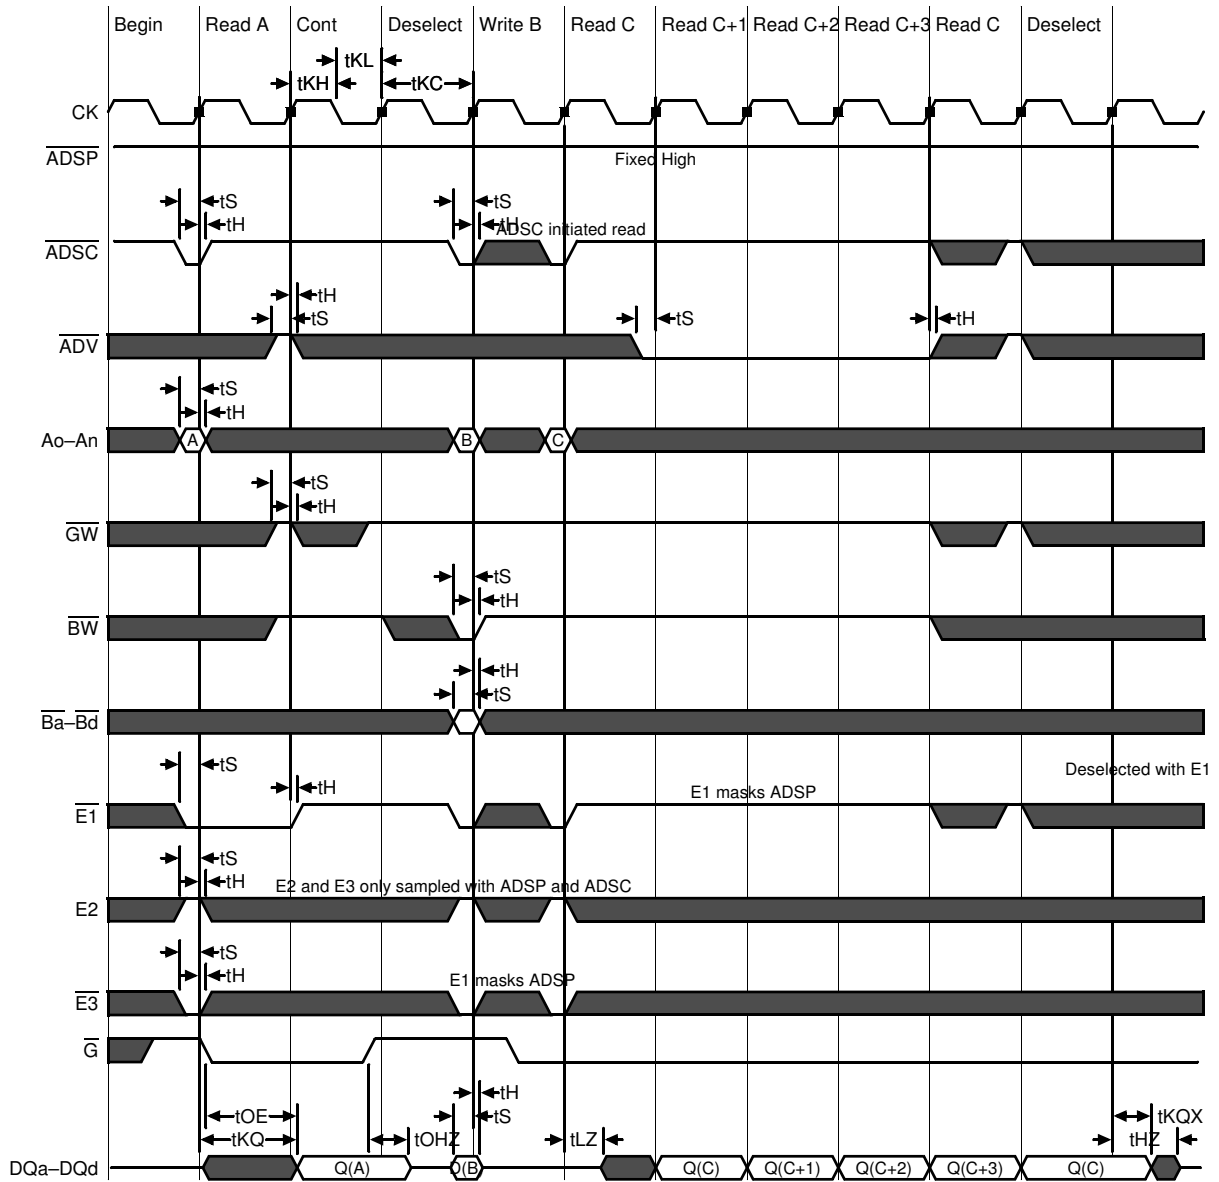 Begin Read A Cont Deselect Write B Read C Read C+1 Read C+2 Read C+3 Read C Deselect
tKL
tKH tKC
CK
ADSP
Fixed High
tS tS
tH tH
ADSC initiated read
ADSC
tH
tS tS tH
ADV
tS
tH
Ao–An A B C
tS
tH
GW
tS
tH
BW
tH
tS
Ba–Bd
tS
Deselected with E1
tH
E1 masks ADSP
E1
tS
tH
E2 and E3 only sampled with ADSP and ADSC
E2
tS
tH
E1 masks ADSP
E3
G
tH
tOE tS tKQX
tKQ tOHZ tLZ tHZ
DQa–DQd Q(A) D(B) Q(C) Q(C+1) Q(C+2) Q(C+3) Q(C)